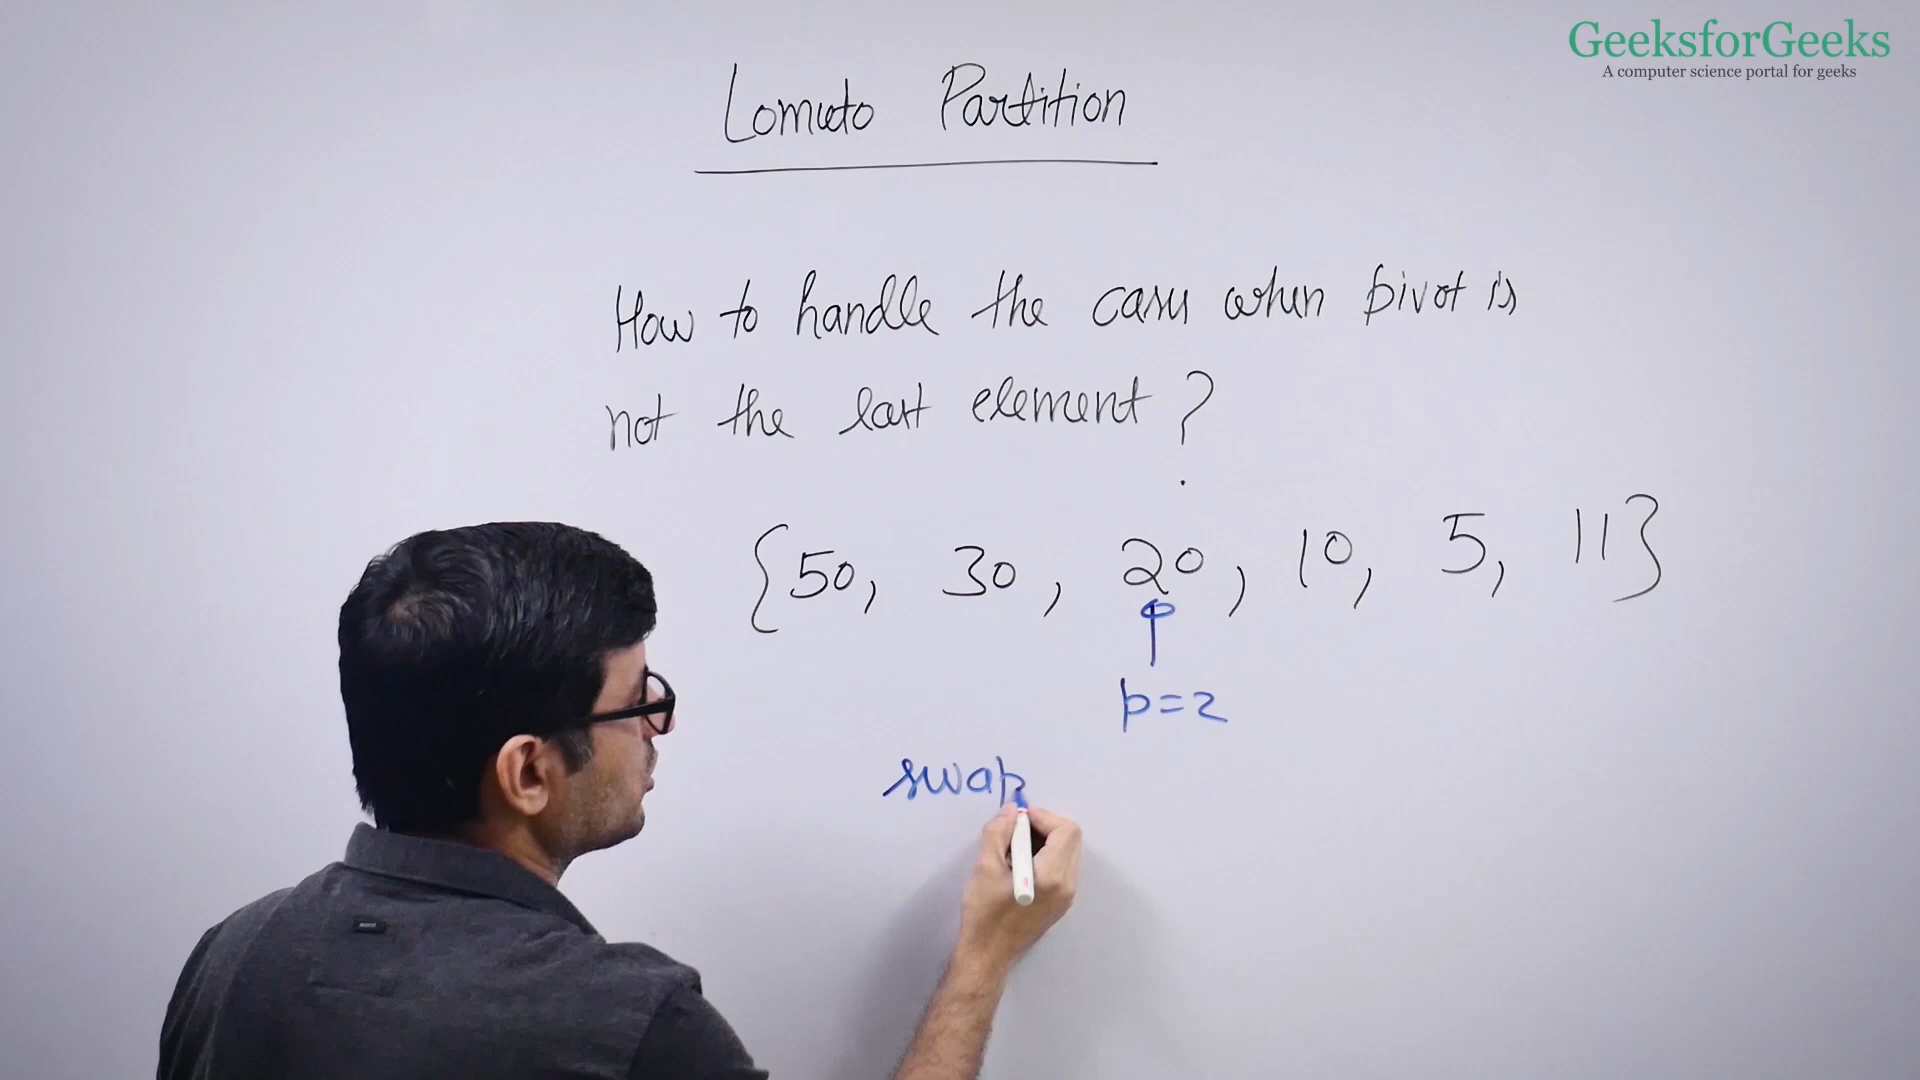 GeeksforGeeks
A computer science portal for geeks
Lomuto Partition
How to handle the cases when pivot is
not the last element?
{50, 30, 20, 10, 5, 11}
p=2
swap